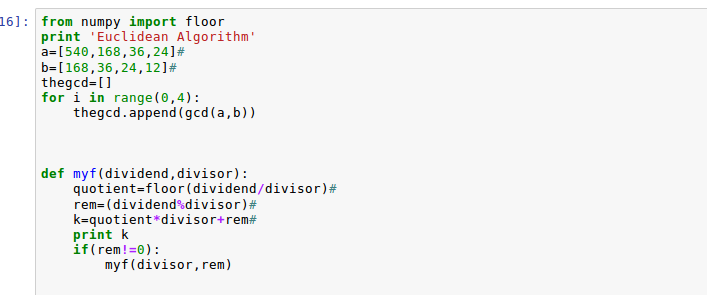 16]:
from numpy import floor
print 'Euclidean Algorithm'
a=[540,168,36,24]#
b=[168,36,24,12]#
thegcd=[]
for i in range(0,4):
    thegcd.append(gcd(a,b))
def myf(dividend,divisor):
    quotient=floor(dividend/divisor)#
    rem=(dividend%divisor)#
    k=quotient*divisor+rem#
    print k
    if(rem!=0):
        myf(divisor,rem)